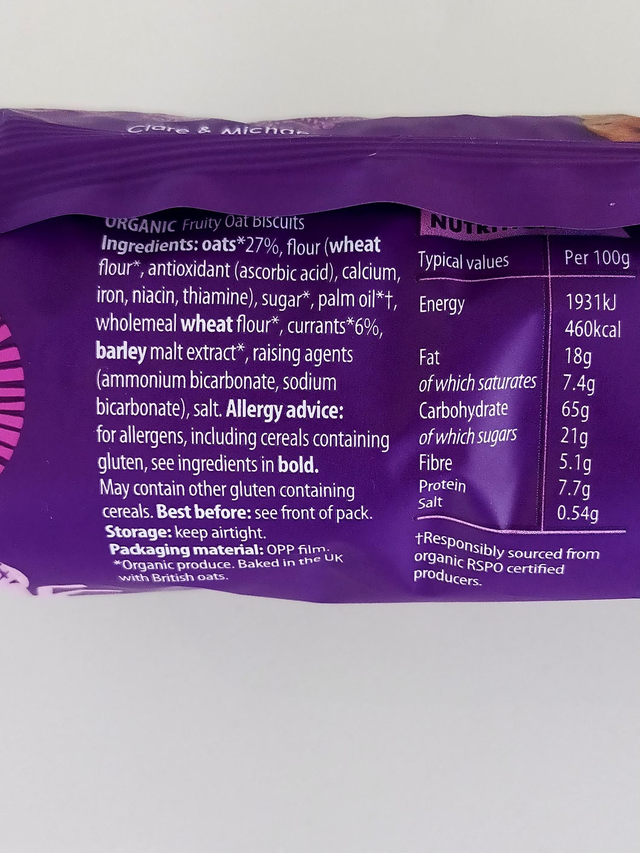 Clare & Micha
ORGANIC Fruity Oat Biscuits
Ingredients: oats*27%, flour (wheat
flour*, antioxidant (ascorbic acid), calcium,
iron, niacin, thiamine), sugar*, palm oil*†,
wholemeal wheat flour*, currants*6%,
barley malt extract*, raising agents
(ammonium bicarbonate, sodium
bicarbonate), salt. Allergy advice:
for allergens, including cereals containing
gluten, see ingredients in bold.
May contain other gluten containing
cereals. Best before: see front of pack.
Storage: keep airtight.
Packaging material: OPP film.
*Organic produce. Baked in the UK
with British oats.
Typical values Per 100g
Energy 1931kJ
460kcal
Fat 18g
of which saturates 7.4g
Carbohydrate 65g
of which sugars 21g
Fibre 5.1g
Protein 7.7g
Salt 0.54g
†Responsibly sourced from
organic RSPO certified
producers.